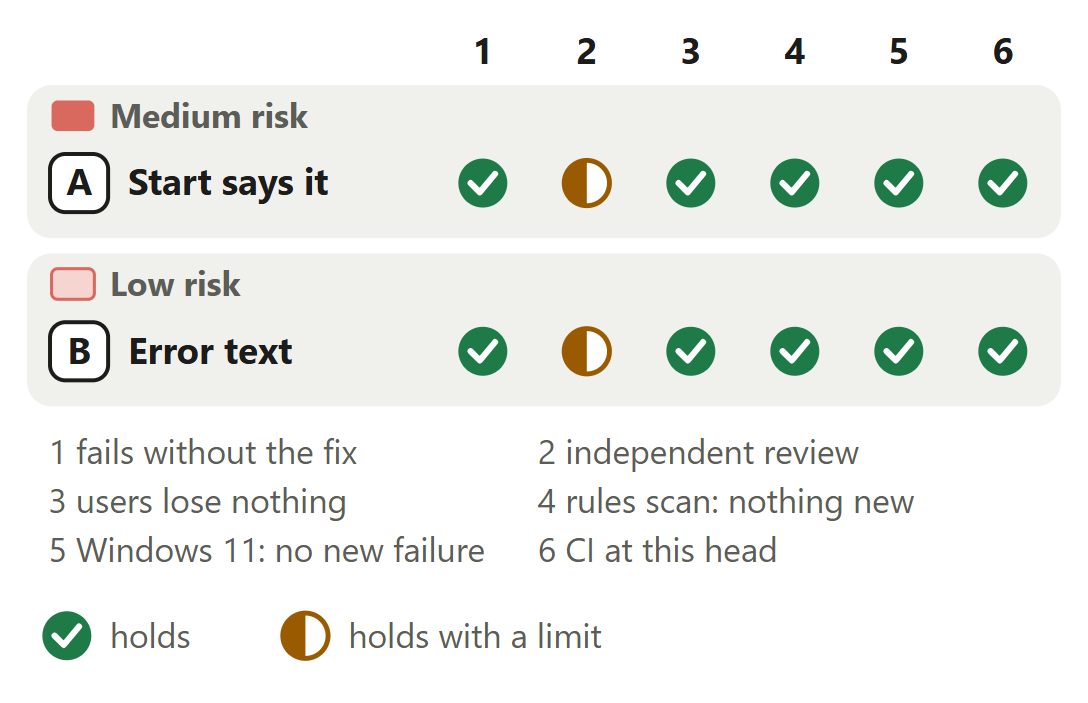 1 2 3 4 5 6
Medium risk
A Start says it
Low risk
B Error text
1 fails without the fix
2 independent review
3 users lose nothing
4 rules scan: nothing new
5 Windows 11: no new failure
6 CI at this head
holds
holds with a limit